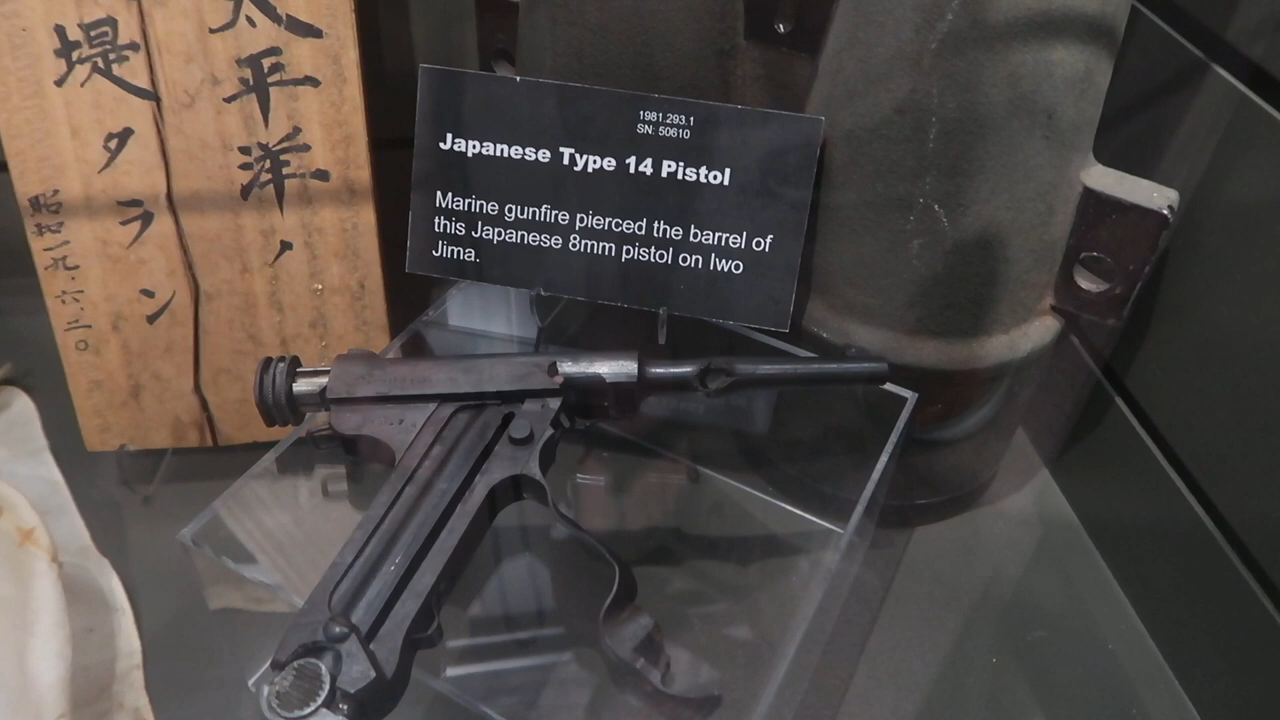 太平洋ノ
堤タラン
昭和一九.六.二〇
1981.293.1
SN: 50610
Japanese Type 14 Pistol
Marine gunfire pierced the barrel of
this Japanese 8mm pistol on Iwo
Jima.